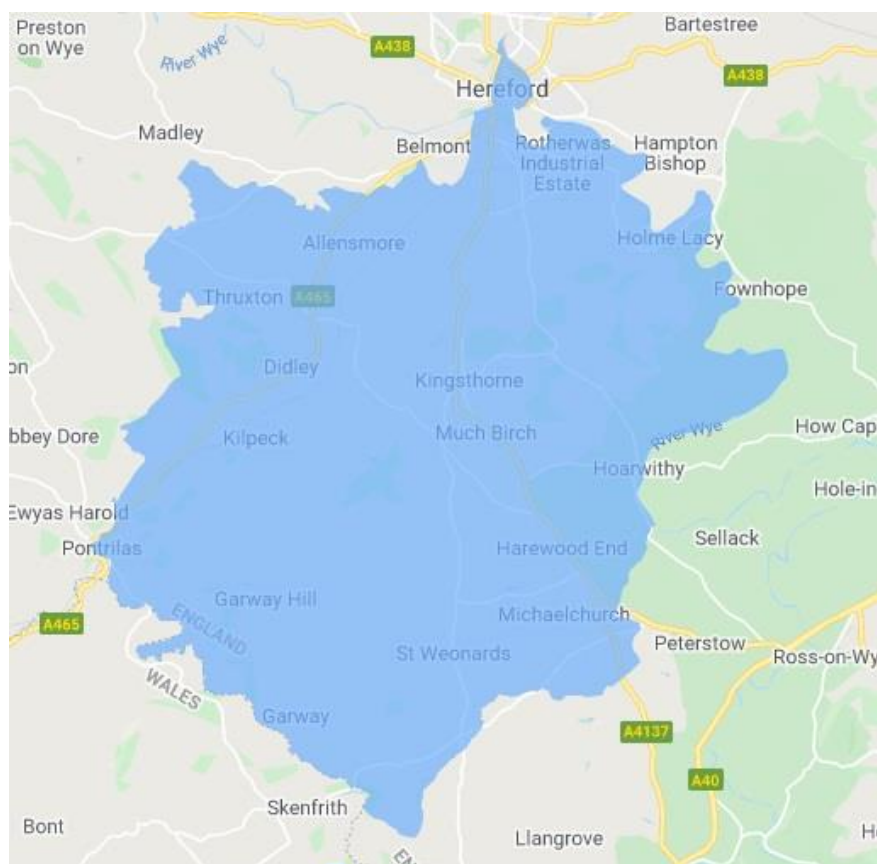 Preston
on Wye
Bartestree
A438
River Wye
A438
Hereford
Madley
Belmont
Rotherwas
Industrial
Estate
Hampton
Bishop
Allensmore
Holme Lacy
Thruxton
A465
Fownhope
on
Didley
Kingsthorne
bbey Dore
Kilpeck
Much Birch
River Wye
How Cap
Hoarwithy
Hole-in
Ewyas Harold
Pontrilas
Harewood End
Sellack
Garway Hill
Michaelchurch
A465
ENGLAND
St Weonards
Peterstow
Ross-on-Wy
WALES
Garway
A4137
A40
Skenfrith
Bont
Llangrove
Ho
EN